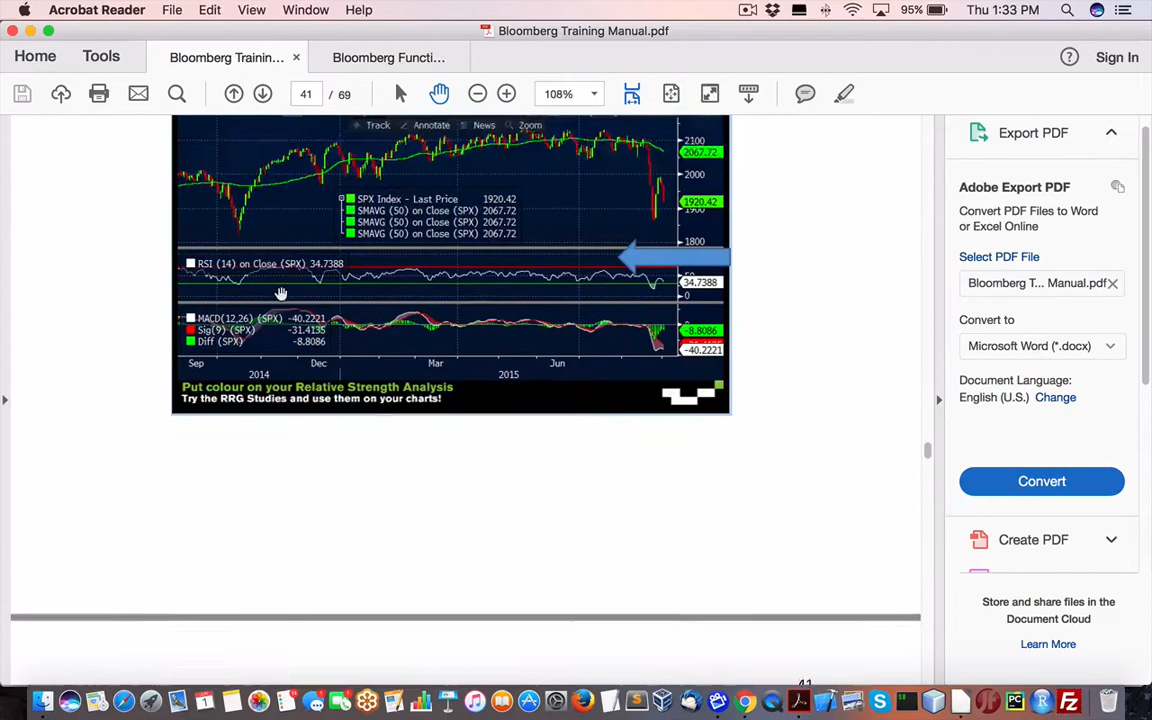 Acrobat Reader File Edit View Window Help 95% Thu 1:33 PM
Bloomberg Training Manual.pdf
Home Tools Bloomberg Trainin... × Bloomberg Functi... Sign In
41 / 69 108%
Track Annotate News Zoom
2100
2067.72
2000
SPX Index - Last Price 1920.42
1920.42
SMAVG (50) on Close (SPX) 2067.72
1900
SMAVG (50) on Close (SPX) 2067.72
SMAVG (50) on Close (SPX) 2067.72
1800
RSI (14) on Close (SPX) 34.7388
50
34.7388
0
MACD(12,26) (SPX) -40.2221
0
Sig(9) (SPX) -31.4135
-8.8086
Diff (SPX) -8.8086
-40.2221
Sep Dec Mar Jun
2014 2015
Put colour on your Relative Strength Analysis
Try the RRG Studies and use them on your charts!
41
Export PDF
Adobe Export PDF
Convert PDF Files to Word
or Excel Online
Select PDF File
Bloomberg T... Manual.pdf
Convert to
Microsoft Word (*.docx)
Document Language:
English (U.S.) Change
Convert
Create PDF
Store and share files in the
Document Cloud
Learn More